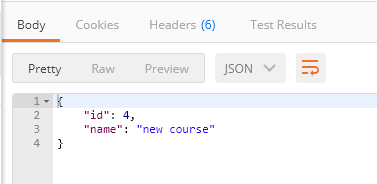 Body Cookies Headers (6) Test Results
Pretty Raw Preview JSON
1 {
2 "id": 4,
3 "name": "new course"
4 }